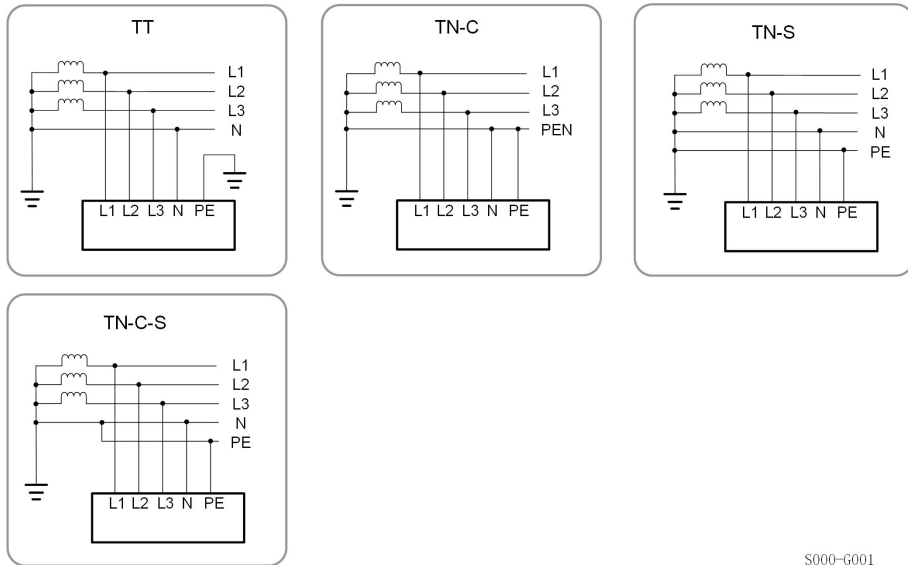 TT
L1
L2
L3
N
L1 L2 L3 N PE
TN-C
L1
L2
L3
PEN
L1 L2 L3 N PE
TN-S
L1
L2
L3
N
PE
L1 L2 L3 N PE
TN-C-S
L1
L2
L3
N
PE
L1 L2 L3 N PE
S000-G001